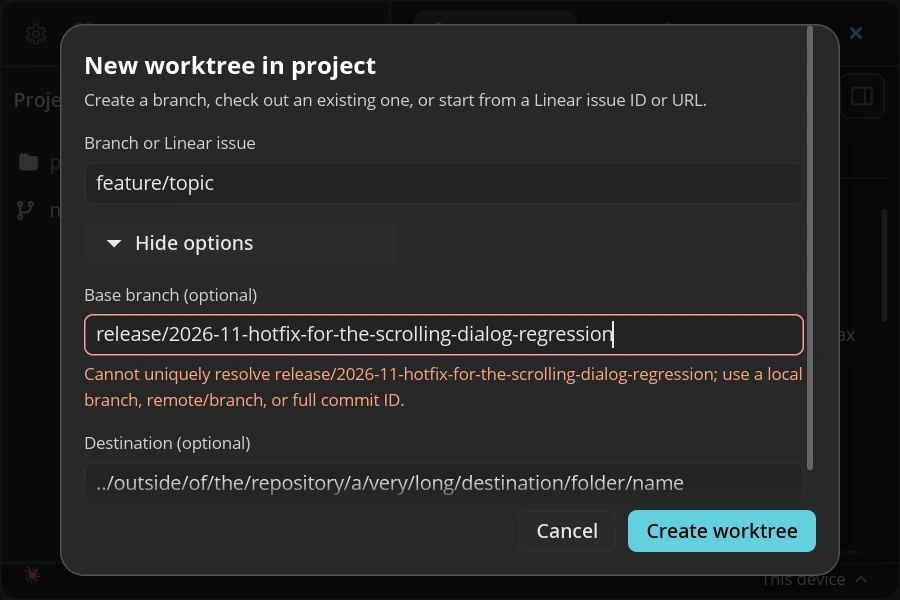 New worktree in project
Create a branch, check out an existing one, or start from a Linear issue ID or URL.
Proje
Branch or Linear issue
feature/topic
Hide options
Base branch (optional)
release/2026-11-hotfix-for-the-scrolling-dialog-regression
Cannot uniquely resolve release/2026-11-hotfix-for-the-scrolling-dialog-regression; use a local
branch, remote/branch, or full commit ID.
Destination (optional)
../outside/of/the/repository/a/very/long/destination/folder/name
Cancel
Create worktree
This device